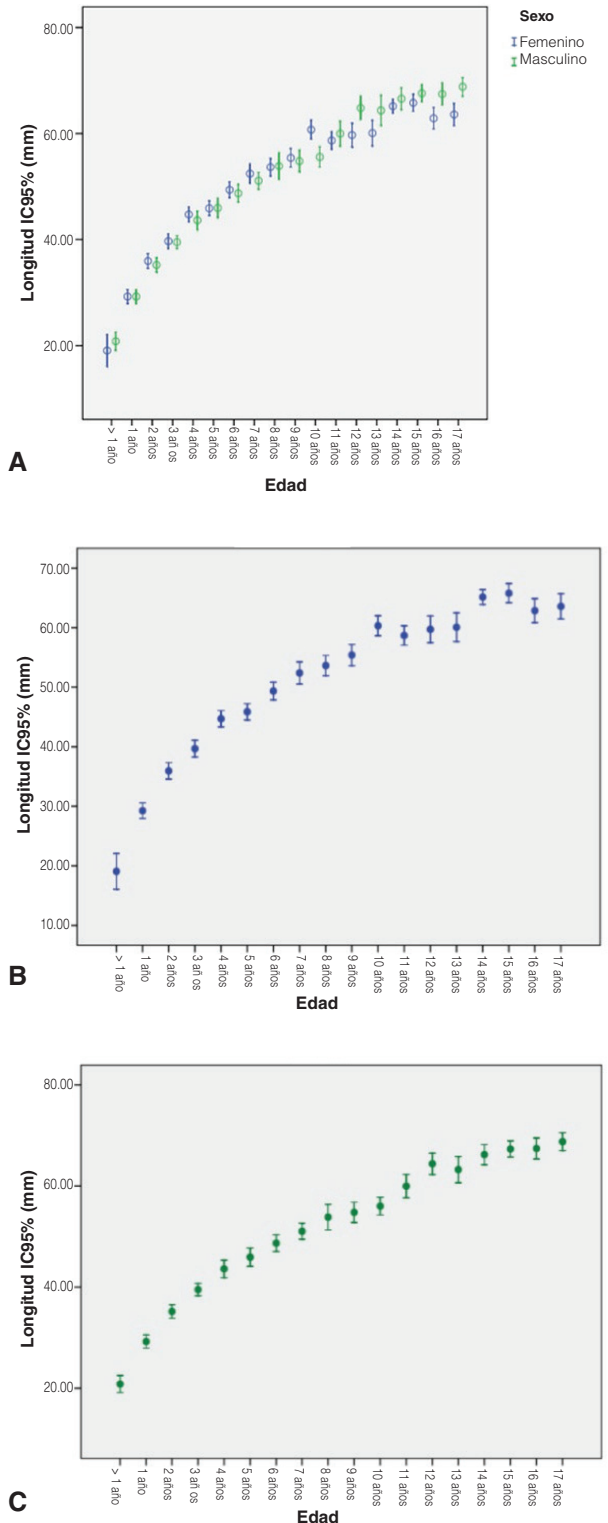 Sexo
Femenino
Masculino
80.00
60.00
40.00
20.00
Longitud IC95% (mm)
> 1 año
1 año
2 años
3 añ os
4 años
5 años
6 años
7 años
8 años
9 años
10 años
11 años
12 años
13 años
14 años
15 años
16 años
17 años
Edad
A
70.00
60.00
50.00
40.00
30.00
20.00
10.00
Longitud IC95% (mm)
> 1 año
1 año
2 años
3 añ os
4 años
5 años
6 años
7 años
8 años
9 años
10 años
11 años
12 años
13 años
14 años
15 años
16 años
17 años
Edad
B
80.00
60.00
40.00
20.00
Longitud IC95% (mm)
> 1 año
1 año
2 años
3 añ os
4 años
5 años
6 años
7 años
8 años
9 años
10 años
11 años
12 años
13 años
14 años
15 años
16 años
17 años
Edad
C